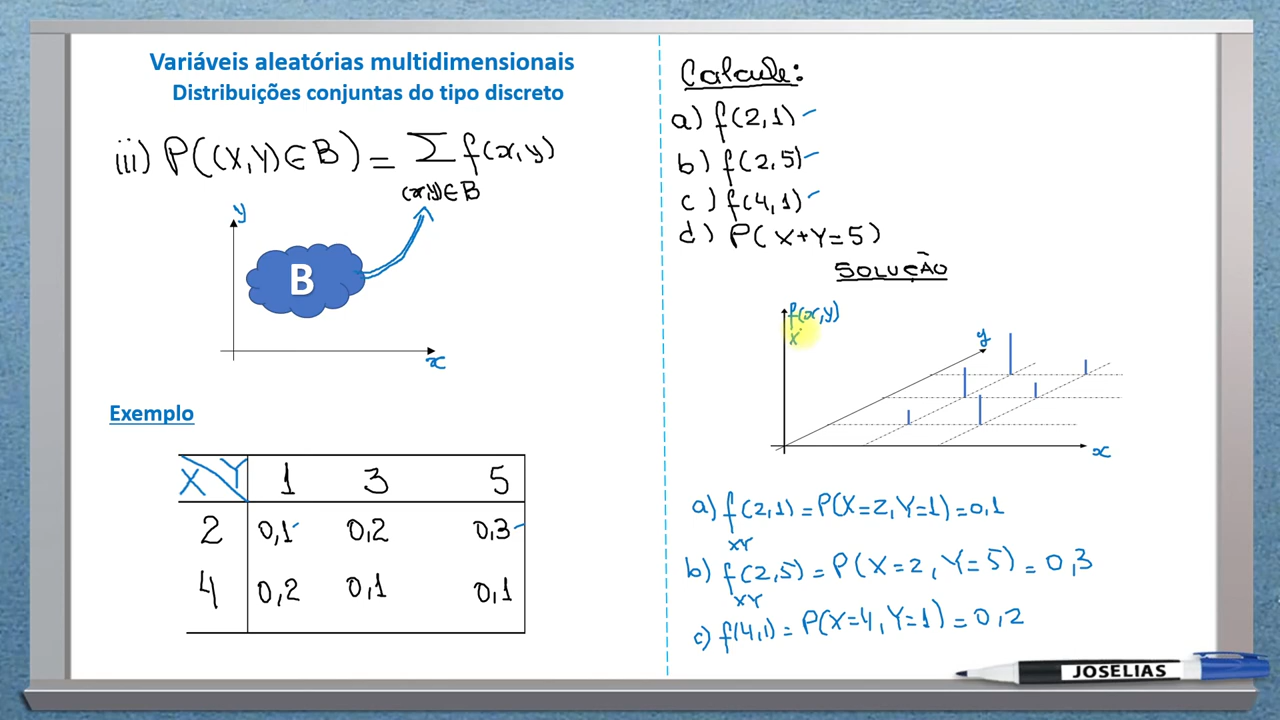 Variáveis aleatórias multidimensionais
Distribuições conjuntas do tipo discreto
iii) P((X,Y)∈B) = Σ f(x,y)
(x,y)∈B
y
B
x
Exemplo
X Y 1 3 5
2 0,1 0,2 0,3
4 0,2 0,1 0,1
Calcule:
a) f(2,1)
b) f(2,5)
c) f(4,1)
d) P(X+Y=5)
SOLUÇÃO
f(x,y)
x
y
x
a) f(2,1) = P(X=2, Y=1) = 0,1
XY
b) f(2,5) = P(X=2, Y=5) = 0,3
XY
c) f(4,1) = P(X=4, Y=1) = 0,2
JOSELIAS